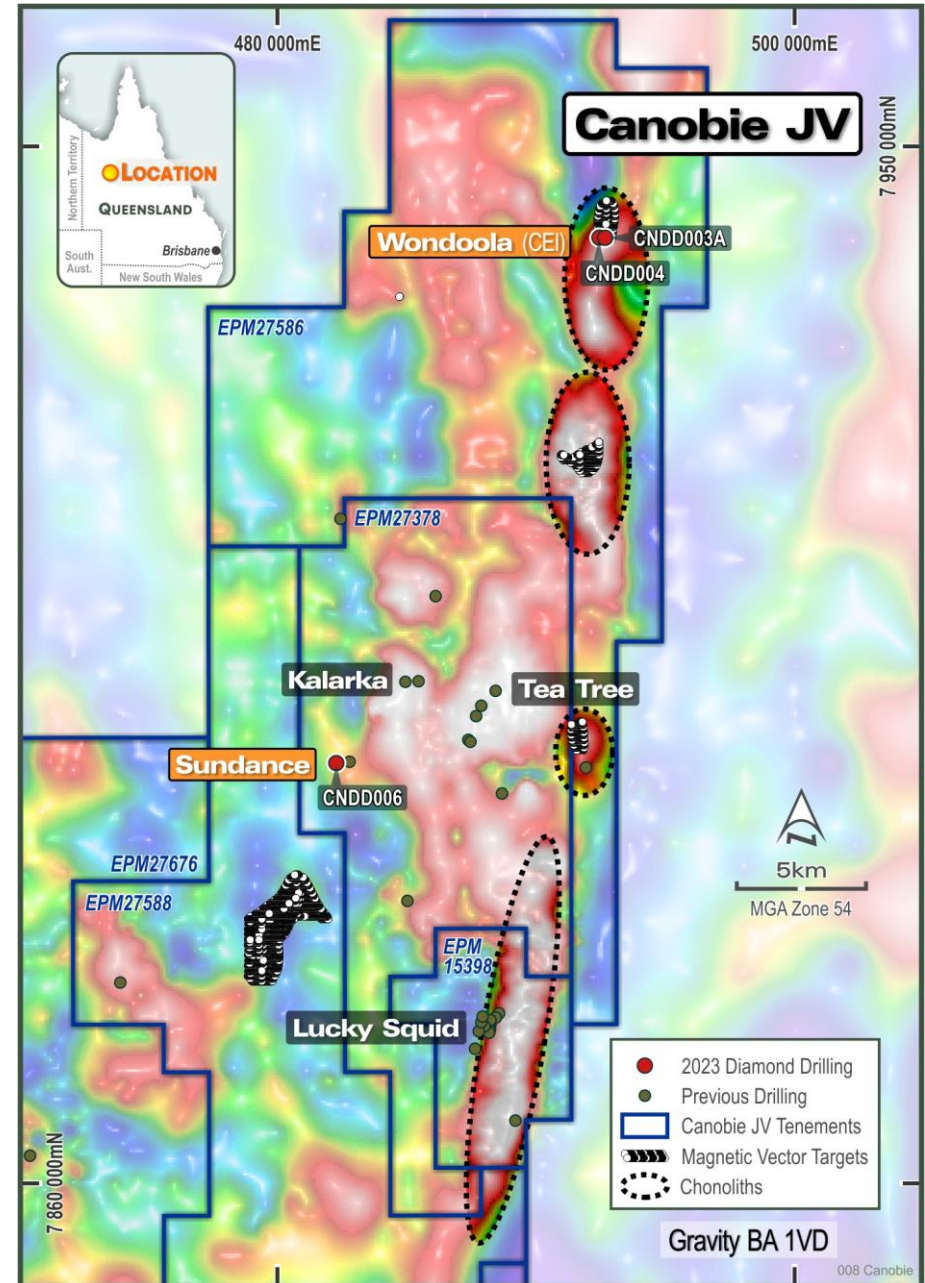 480 000mE
500 000mE
Canobie JV
7 950 000mN
LOCATION
Northern Territory
QUEENSLAND
Brisbane
South
Aust.
New South Wales
Wondoola (CEI)
CNDD003A
CNDD004
EPM27586
EPM27378
Kalarka
Tea Tree
Sundance
CNDD006
EPM27676
EPM27588
5km
MGA Zone 54
EPM
15398
Lucky Squid
2023 Diamond Drilling
Previous Drilling
Canobie JV Tenements
Magnetic Vector Targets
Chonoliths
7 860 000mN
Gravity BA 1VD
008 Canobie